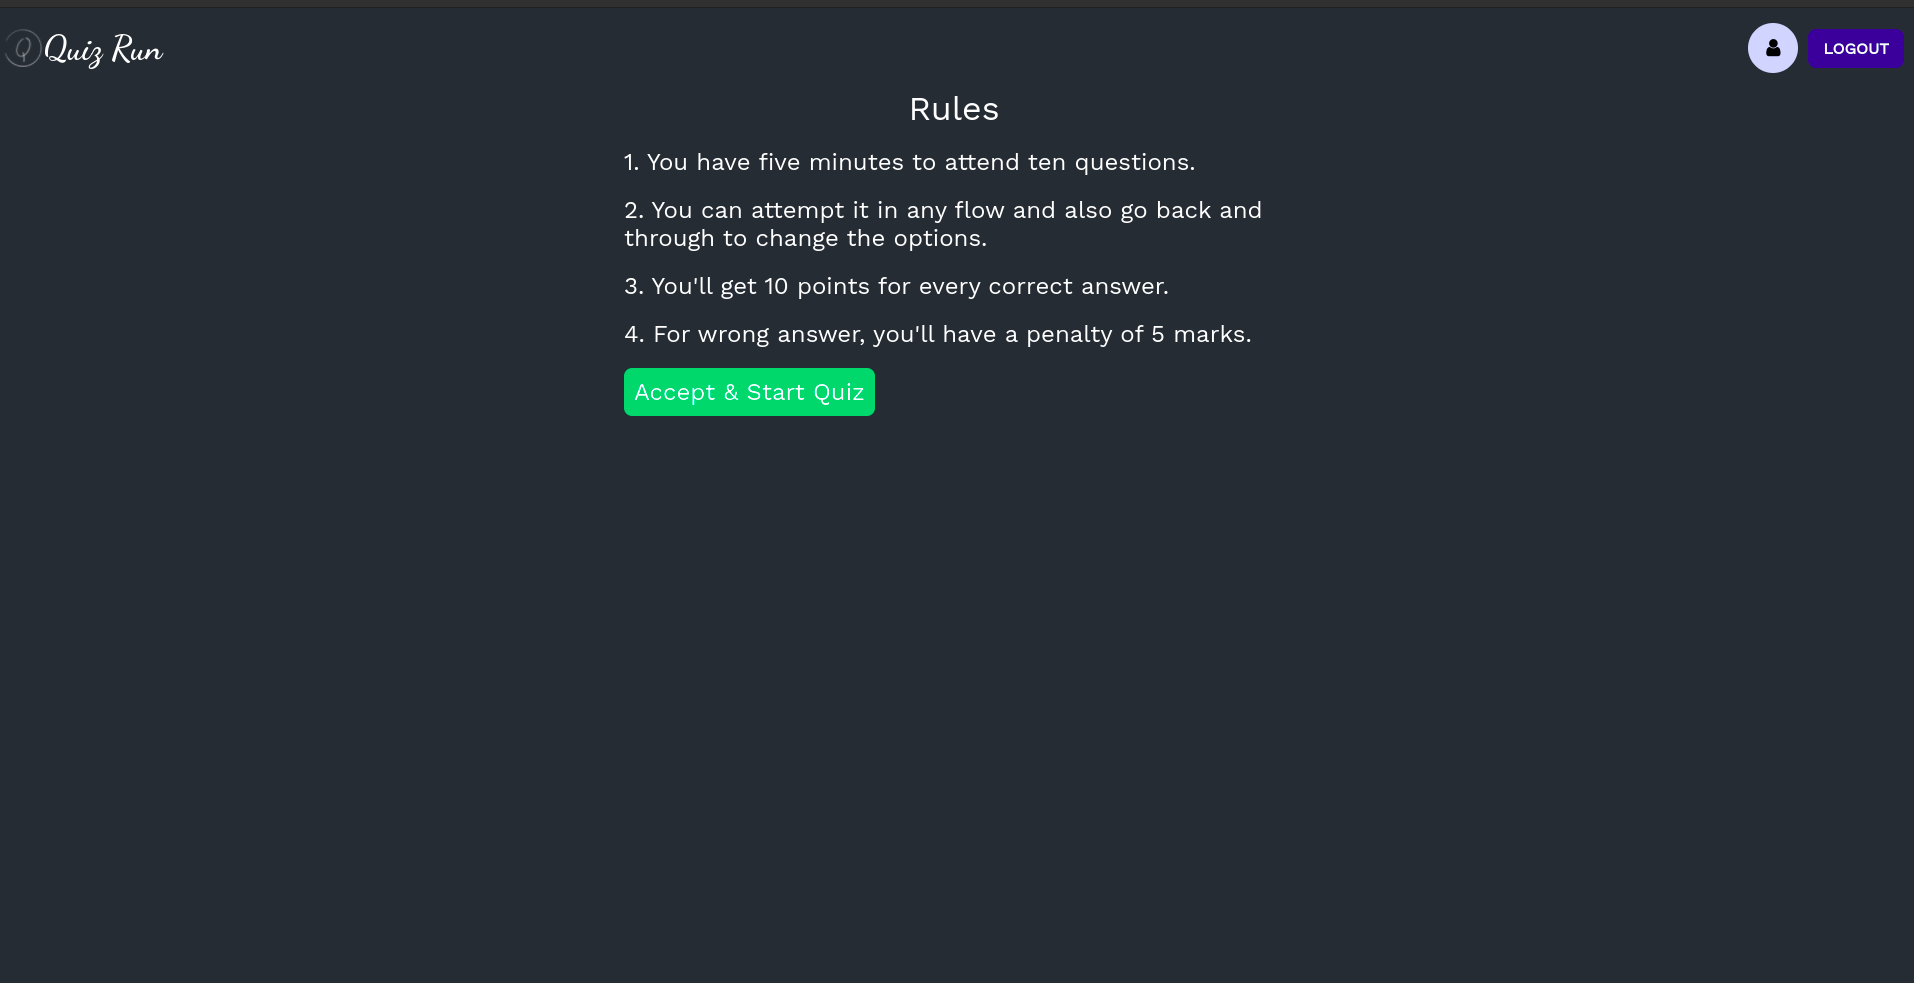 Quiz Run
LOGOUT
Rules
1. You have five minutes to attend ten questions.
2. You can attempt it in any flow and also go back and
through to change the options.
3. You'll get 10 points for every correct answer.
4. For wrong answer, you'll have a penalty of 5 marks.
Accept & Start Quiz